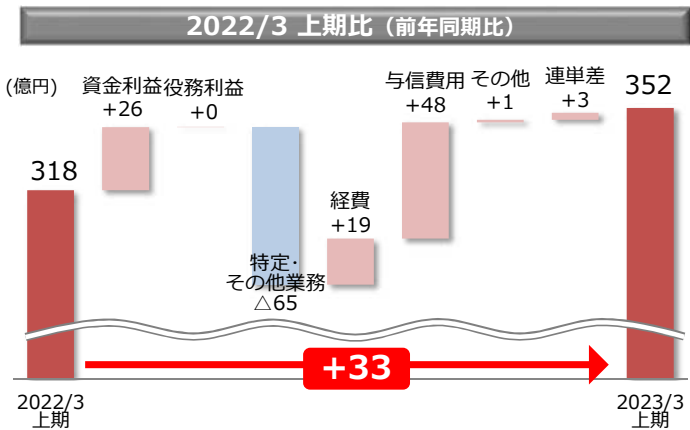 2022/3 上期比（前年同期比）
(億円)
資金利益
+26
役務利益
+0
与信費用
+48
その他
+1
連単差
+3
352
318
経費
+19
特定・
その他業務
△65
+33
2022/3
上期
2023/3
上期